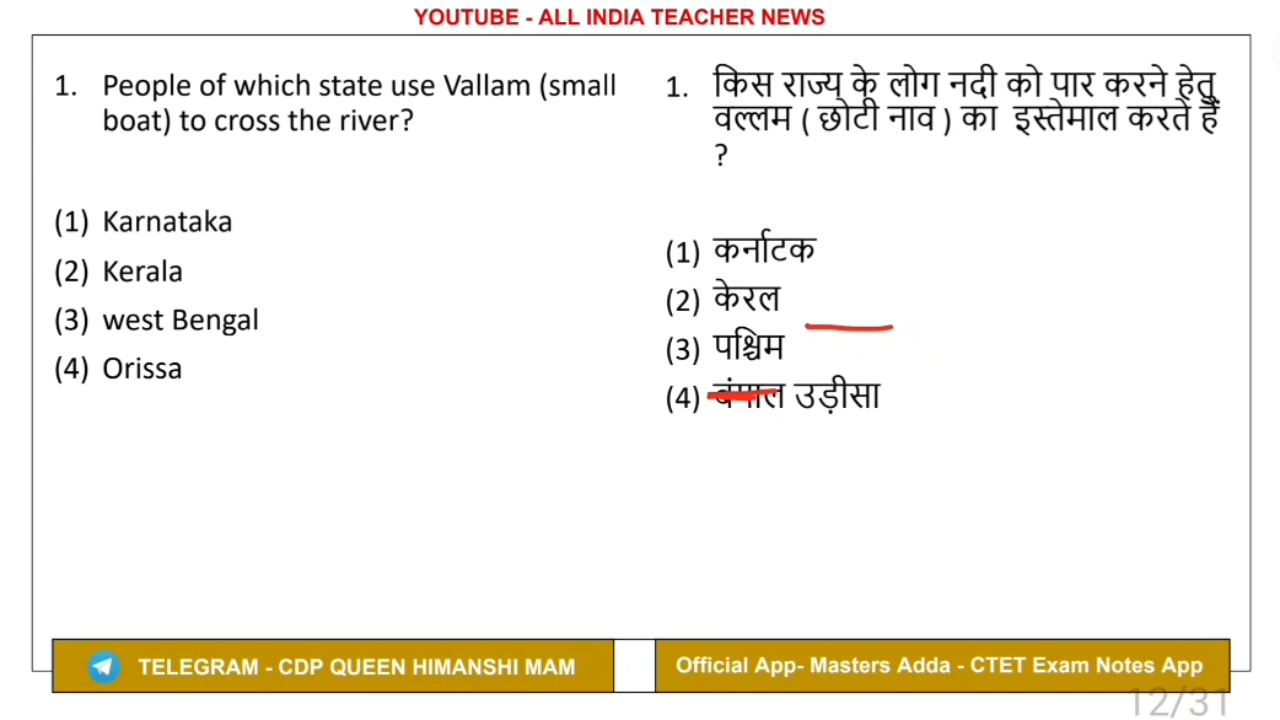 YOUTUBE - ALL INDIA TEACHER NEWS
1. People of which state use Vallam (small
boat) to cross the river?
(1) Karnataka
(2) Kerala
(3) west Bengal
(4) Orissa
1. किस राज्य के लोग नदी को पार करने हेतु
वल्लम ( छोटी नाव ) का इस्तेमाल करते हैं
?
(1) कर्नाटक
(2) केरल
(3) पश्चिम
(4) बंगाल उड़ीसा
TELEGRAM - CDP QUEEN HIMANSHI MAM
Official App- Masters Adda - CTET Exam Notes App
12/31